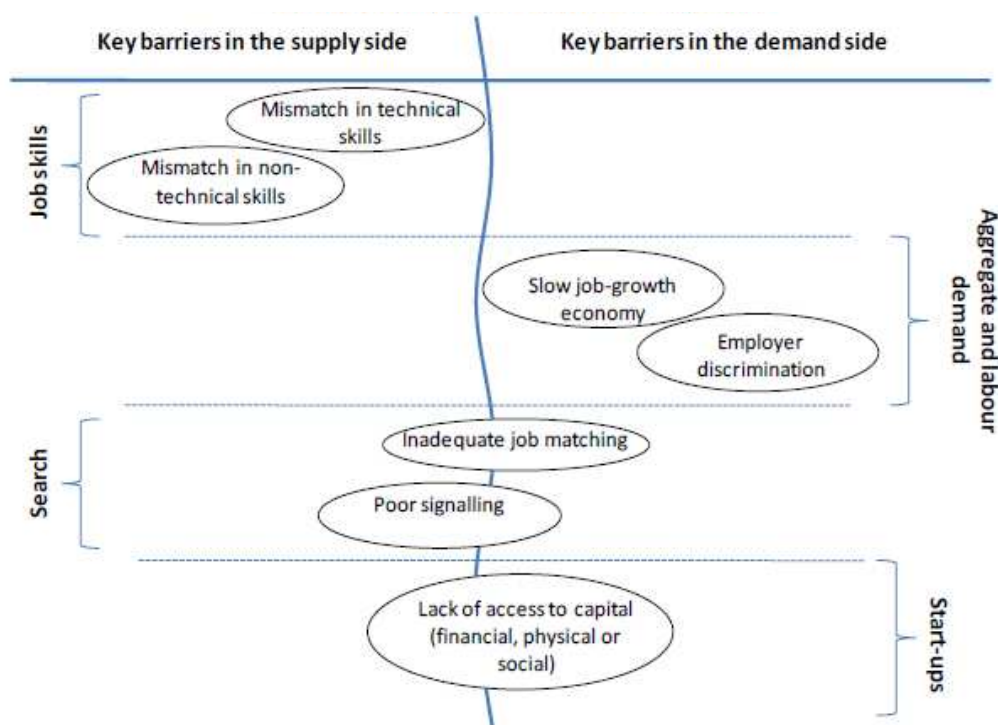 Key barriers in the supply side
Key barriers in the demand side
Job skills
Mismatch in technical
skills
Mismatch in non-
technical skills
Slow job-growth
economy
Employer
discrimination
Aggregate and labour
demand
Search
Inadequate job matching
Poor signalling
Lack of access to capital
(financial, physical or
social)
Start-ups